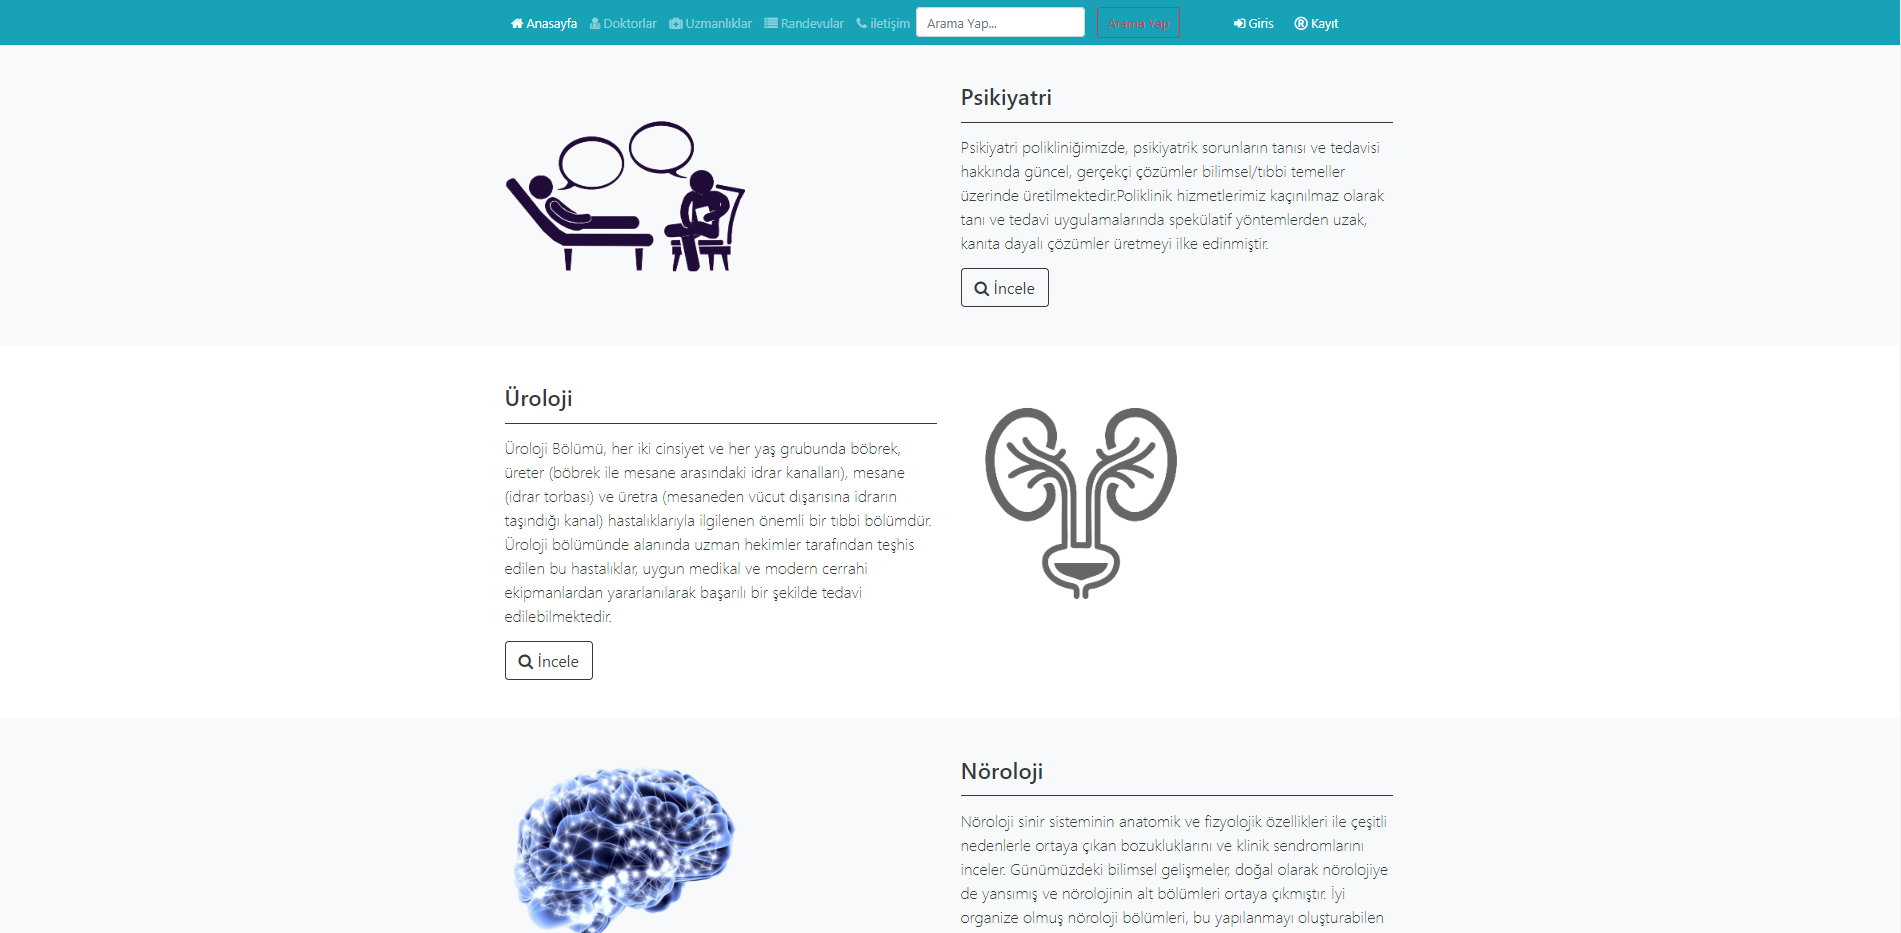 Anasayfa Doktorlar Uzmanlıklar Randevular iletişim Arama Yap... Arama Yap Giris Kayıt
Psikiyatri
Psikiyatri polikliniğimizde, psikiyatrik sorunların tanısı ve tedavisi
hakkında güncel, gerçekçi çözümler bilimsel/tıbbi temeller
üzerinde üretilmektedir.Poliklinik hizmetlerimiz kaçınılmaz olarak
tanı ve tedavi uygulamalarında spekülatif yöntemlerden uzak,
kanıta dayalı çözümler üretmeyi ilke edinmiştir.
İncele
Üroloji
Üroloji Bölümü, her iki cinsiyet ve her yaş grubunda böbrek,
üreter (böbrek ile mesane arasındaki idrar kanalları), mesane
(idrar torbası) ve üretra (mesaneden vücut dışarısına idrarın
taşındığı kanal) hastalıklarıyla ilgilenen önemli bir tıbbi bölümdür.
Üroloji bölümünde alanında uzman hekimler tarafından teşhis
edilen bu hastalıklar, uygun medikal ve modern cerrahi
ekipmanlardan yararlanılarak başarılı bir şekilde tedavi
edilebilmektedir.
İncele
Nöroloji
Nöroloji sinir sisteminin anatomik ve fizyolojik özellikleri ile çeşitli
nedenlerle ortaya çıkan bozukluklarını ve klinik sendromlarını
inceler. Günümüzdeki bilimsel gelişmeler, doğal olarak nörolojiye
de yansımış ve nörolojinin alt bölümleri ortaya çıkmıştır. İyi
organize olmuş nöroloji bölümleri, bu yapılanmayı oluşturabilen